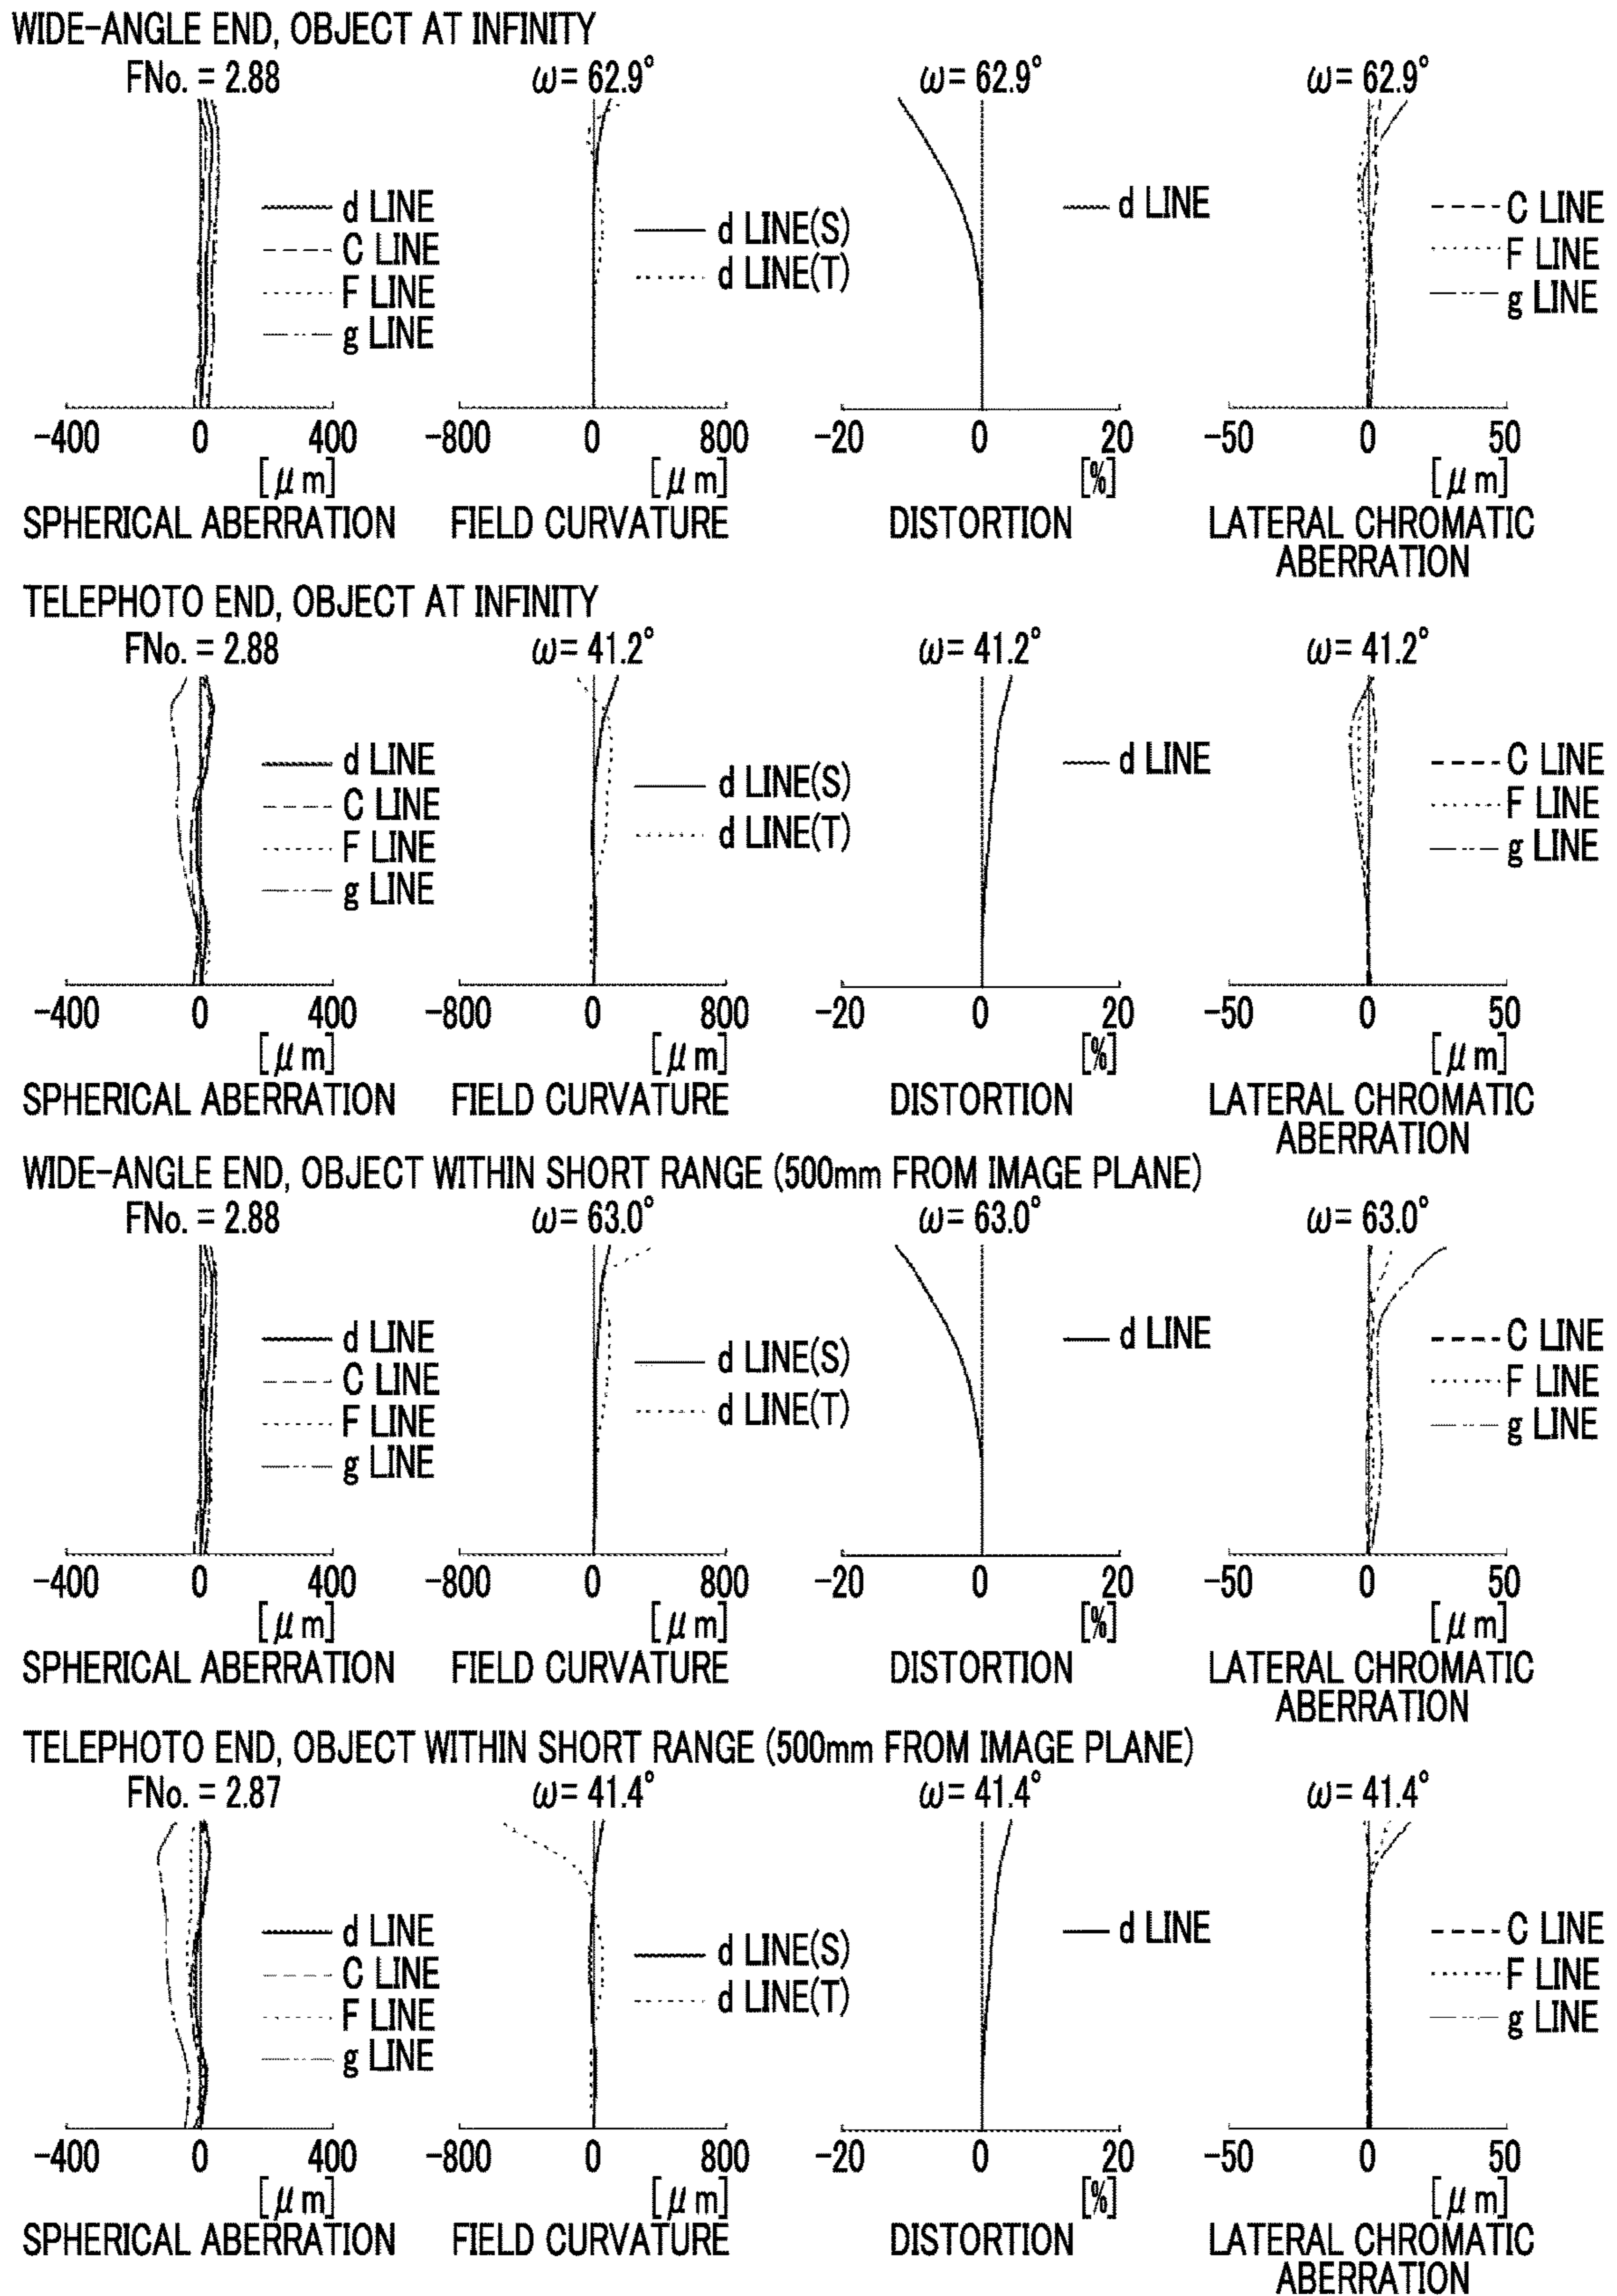 WIDE-ANGLE END, OBJECT AT INFINITY
FNo. = 2.88 ω= 62.9° ω= 62.9° ω= 62.9°
d LINE
C LINE
F LINE
g LINE
d LINE(S)
d LINE(T)
d LINE
C LINE
F LINE
g LINE
-400 0 400 -800 0 800 -20 0 20 -50 0 50
[μm] [μm] [%] [μm]
SPHERICAL ABERRATION FIELD CURVATURE DISTORTION LATERAL CHROMATIC
ABERRATION
TELEPHOTO END, OBJECT AT INFINITY
FNo. = 2.88 ω= 41.2° ω= 41.2° ω= 41.2°
d LINE
C LINE
F LINE
g LINE
d LINE(S)
d LINE(T)
d LINE
C LINE
F LINE
g LINE
-400 0 400 -800 0 800 -20 0 20 -50 0 50
[μm] [μm] [%] [μm]
SPHERICAL ABERRATION FIELD CURVATURE DISTORTION LATERAL CHROMATIC
ABERRATION
WIDE-ANGLE END, OBJECT WITHIN SHORT RANGE (500mm FROM IMAGE PLANE)
FNo. = 2.88 ω= 63.0° ω= 63.0° ω= 63.0°
d LINE
C LINE
F LINE
g LINE
d LINE(S)
d LINE(T)
d LINE
C LINE
F LINE
g LINE
-400 0 400 -800 0 800 -20 0 20 -50 0 50
[μm] [μm] [%] [μm]
SPHERICAL ABERRATION FIELD CURVATURE DISTORTION LATERAL CHROMATIC
ABERRATION
TELEPHOTO END, OBJECT WITHIN SHORT RANGE (500mm FROM IMAGE PLANE)
FNo. = 2.87 ω= 41.4° ω= 41.4° ω= 41.4°
d LINE
C LINE
F LINE
g LINE
d LINE(S)
d LINE(T)
d LINE
C LINE
F LINE
g LINE
-400 0 400 -800 0 800 -20 0 20 -50 0 50
[μm] [μm] [%] [μm]
SPHERICAL ABERRATION FIELD CURVATURE DISTORTION LATERAL CHROMATIC
ABERRATION